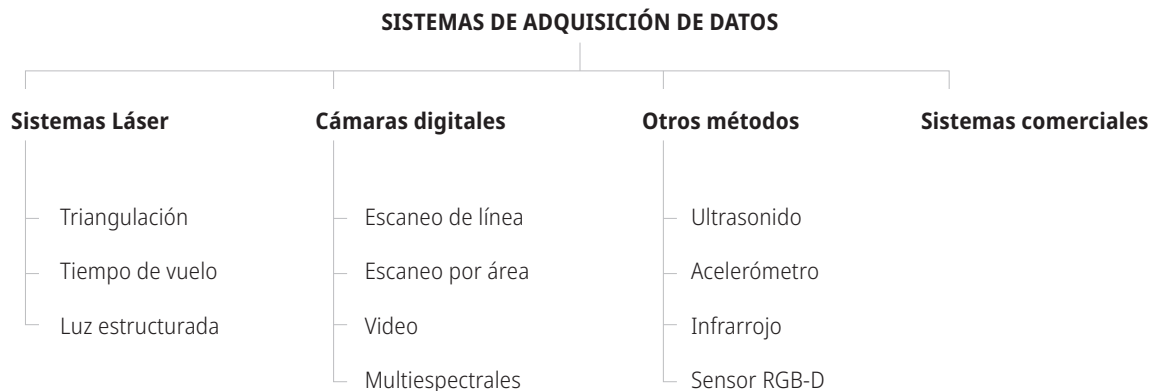 SISTEMAS DE ADQUISICIÓN DE DATOS
Sistemas Láser
Triangulación
Tiempo de vuelo
Luz estructurada
Cámaras digitales
Escaneo de línea
Escaneo por área
Video
Multiespectrales
Otros métodos
Ultrasonido
Acelerómetro
Infrarrojo
Sensor RGB-D
Sistemas comerciales